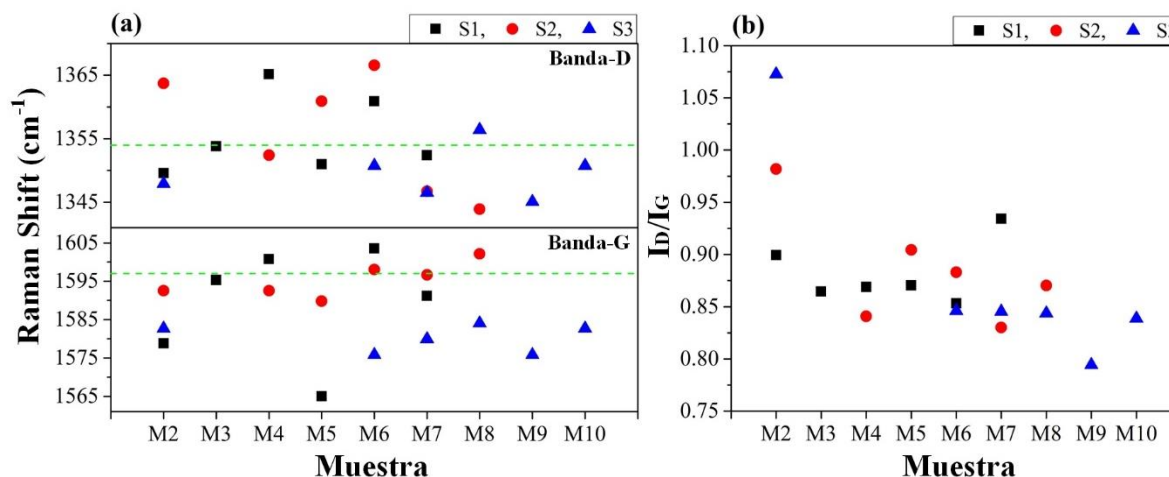 (a)
S1, S2, S3
Banda-D
1365
1355
1345
Banda-G
1605
1595
1585
1575
1565
Raman Shift (cm⁻¹)
M2 M3 M4 M5 M6 M7 M8 M9 M10
Muestra
(b)
S1, S2,
1.10
1.05
1.00
0.95
0.90
0.85
0.80
0.75
I_D/I_G
M2 M3 M4 M5 M6 M7 M8 M9 M10
Muestra